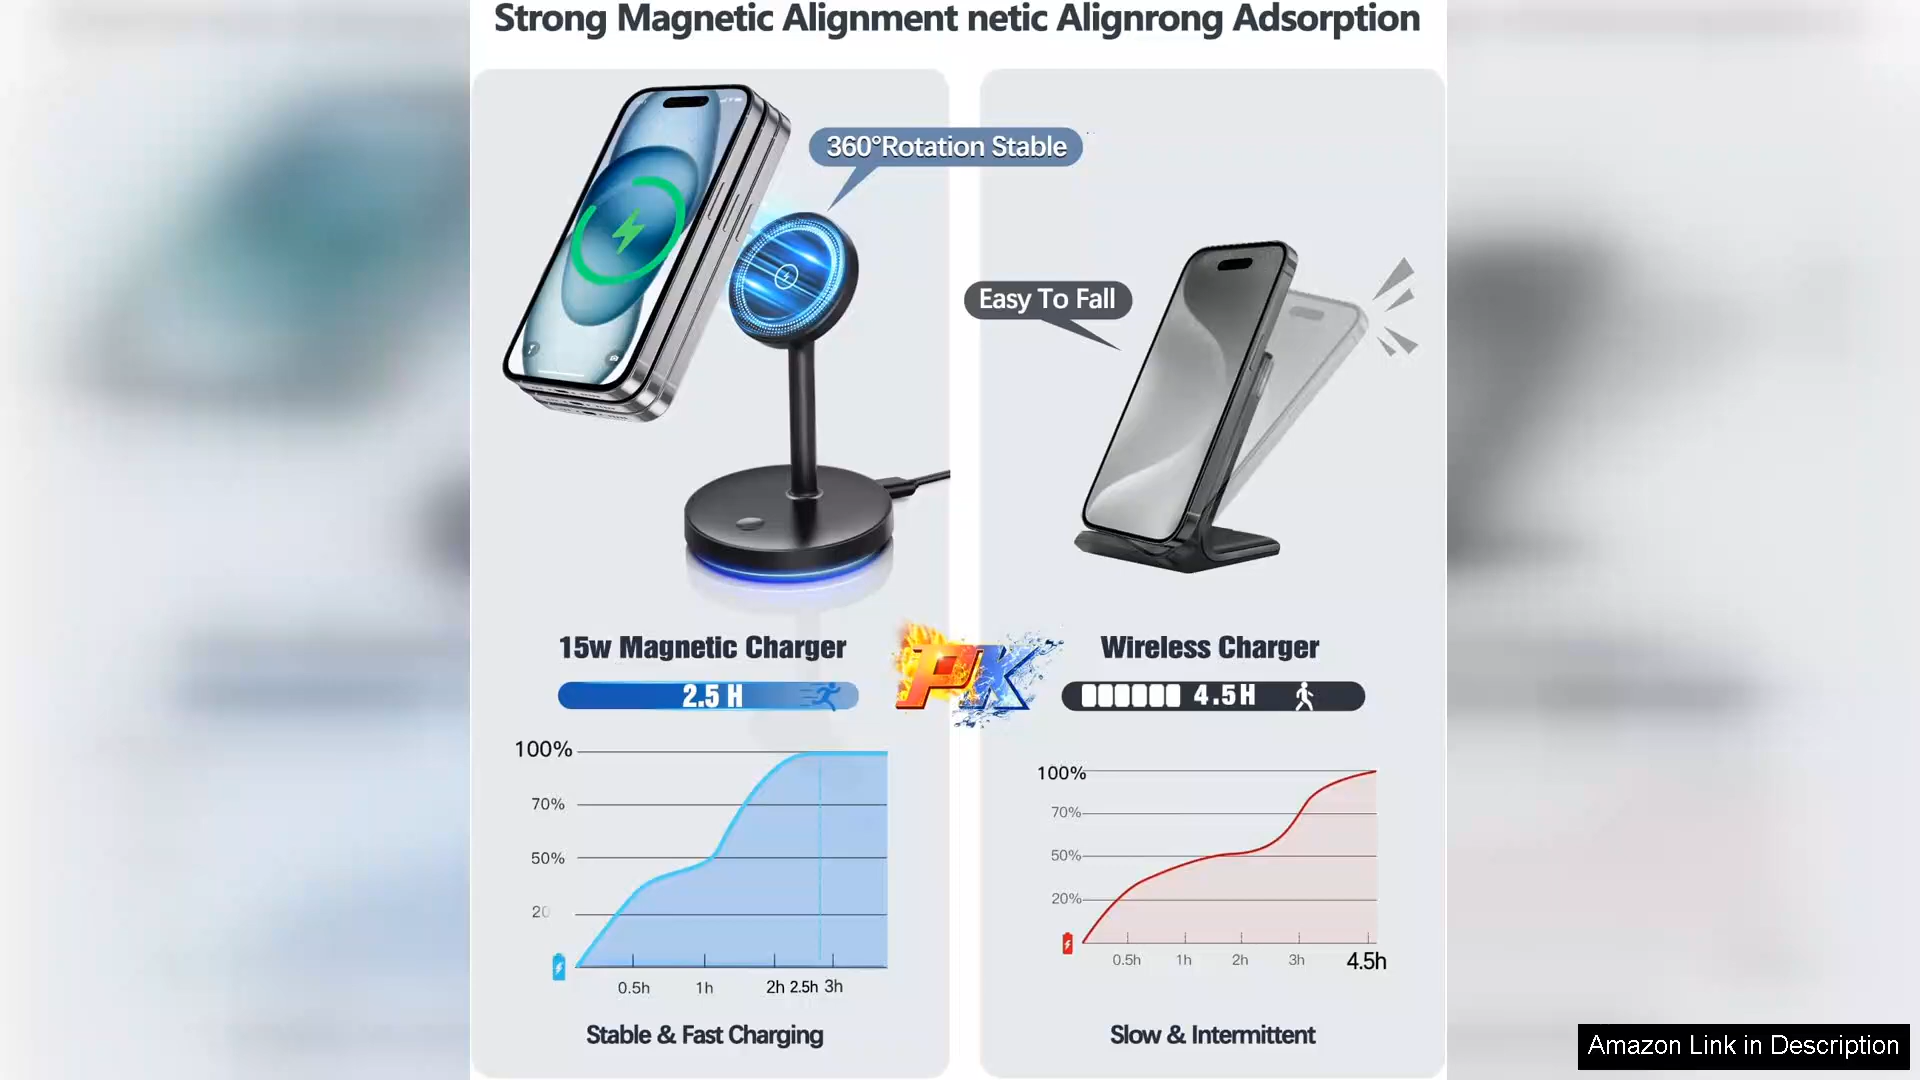 Strong Magnetic Alignment netic Alignrong Adsorption
360°Rotation Stable
Easy To Fall
15w Magnetic Charger
2.5 H
PK
Wireless Charger
4.5H
100%
70%
50%
20
0.5h 1h 2h 2.5h 3h
Stable & Fast Charging
100%
70%
50%
20%
0.5h 1h 2h 3h 4.5h
Slow & Intermittent
Amazon Link in Description